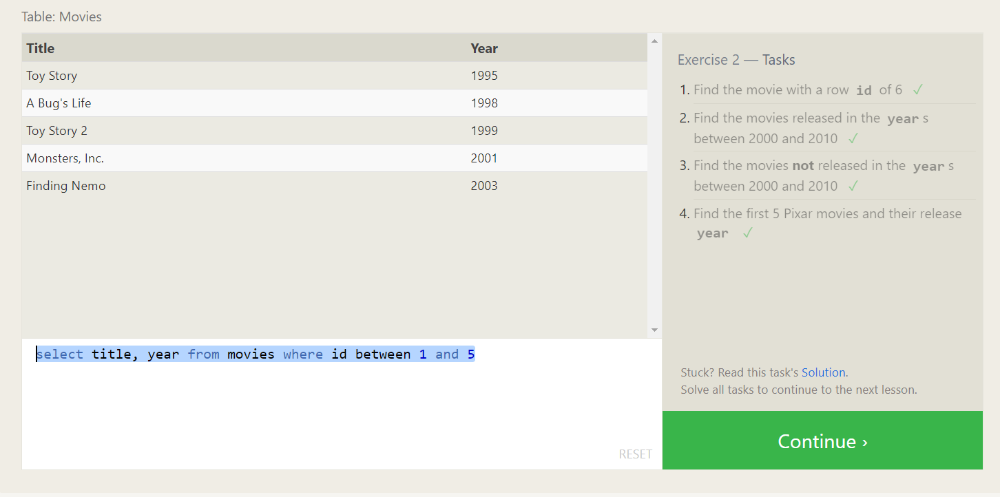 Table: Movies
Title Year
Toy Story 1995
A Bug's Life 1998
Toy Story 2 1999
Monsters, Inc. 2001
Finding Nemo 2003
select title, year from movies where id between 1 and 5
RESET
Exercise 2 — Tasks
1. Find the movie with a row id of 6 ✓
2. Find the movies released in the year s
between 2000 and 2010 ✓
3. Find the movies not released in the year s
between 2000 and 2010 ✓
4. Find the first 5 Pixar movies and their release
year ✓
Stuck? Read this task's Solution.
Solve all tasks to continue to the next lesson.
Continue ›